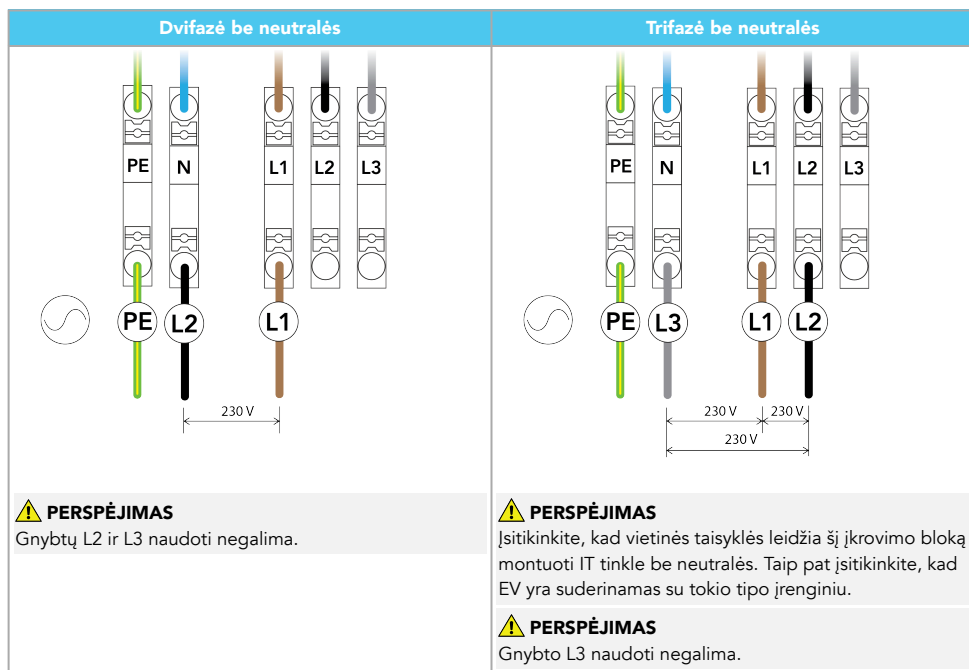 Dvifazė be neutralės
PE N L1 L2 L3
PE L2 L1
230 V
PERSPĖJIMAS
Gnybtų L2 ir L3 naudoti negalima.
Trifazė be neutralės
PE N L1 L2 L3
PE L3 L1 L2
230 V 230 V
230 V
PERSPĖJIMAS
Įsitikinkite, kad vietinės taisyklės leidžia šį įkrovimo bloką
montuoti IT tinkle be neutralės. Taip pat įsitikinkite, kad
EV yra suderinamas su tokio tipo įrenginiu.
PERSPĖJIMAS
Gnybto L3 naudoti negalima.